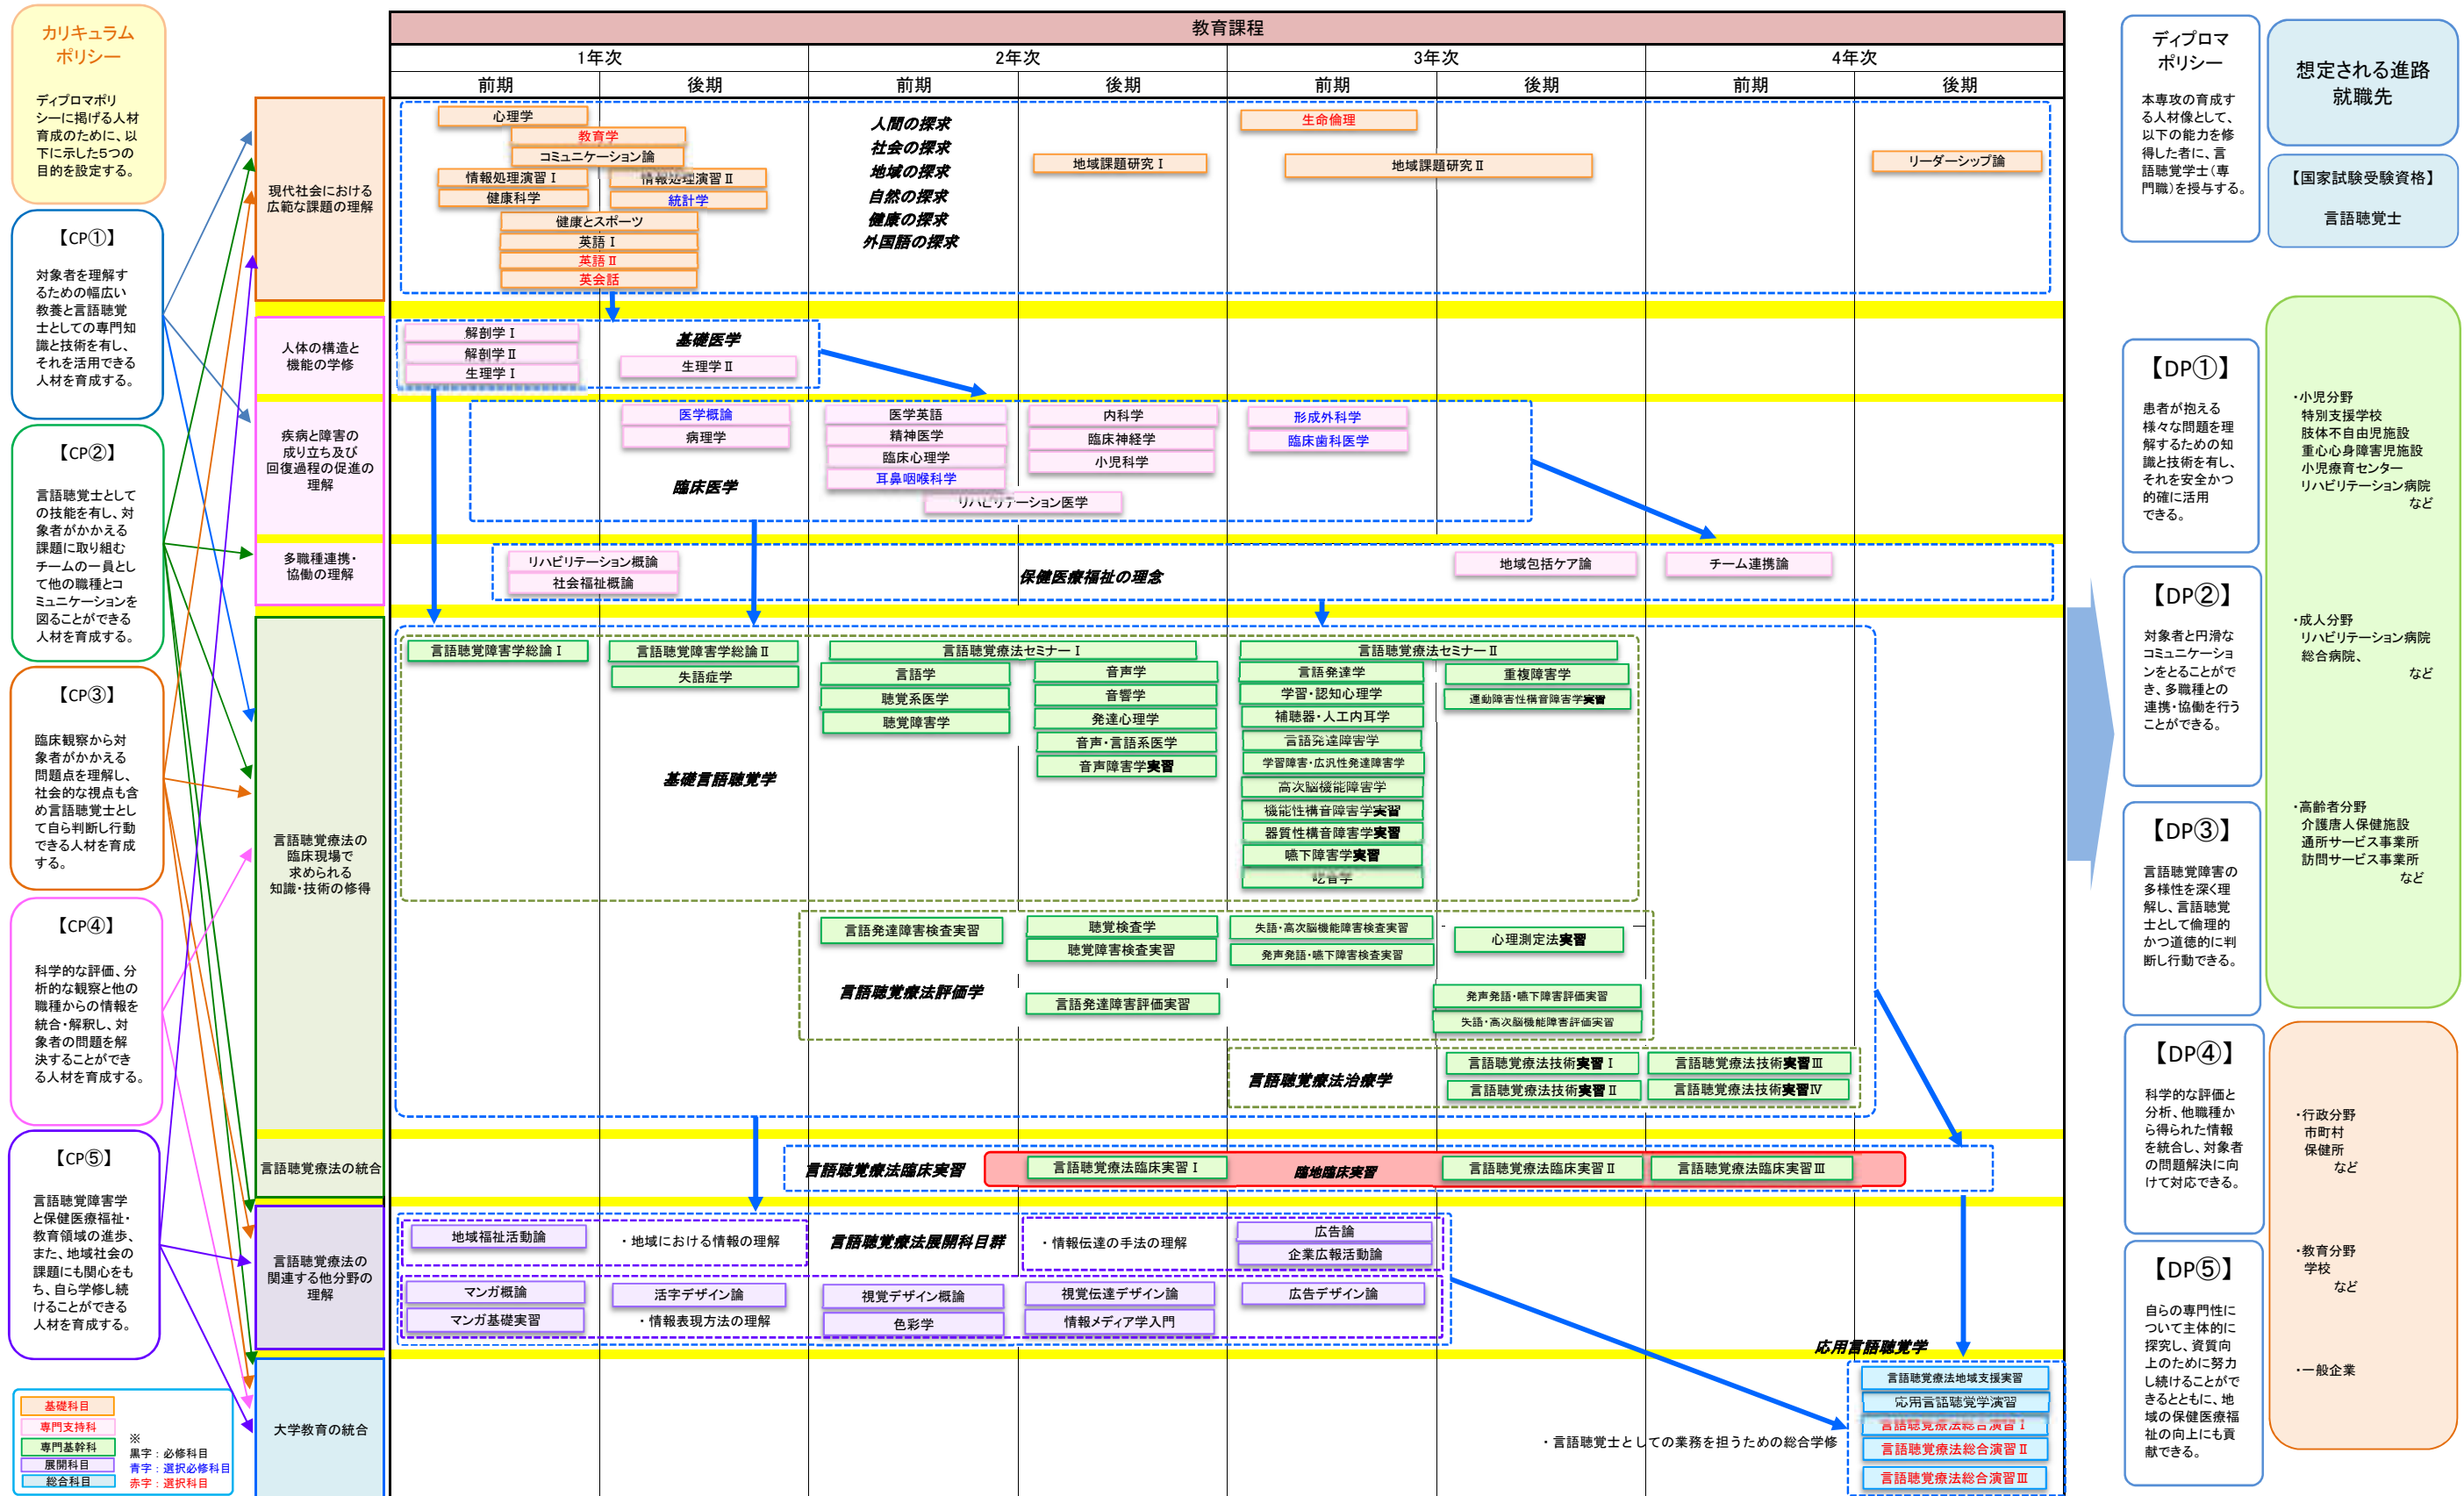 カリキュラム
ポリシー
ディプロマポリ
シーに掲げる人材
育成のために、以
下に示した5つの
目的を設定する。
【CP①】
対象者を理解す
るための幅広い
教養と言語聴覚
士としての専門知
識と技術を有し、
それを活用できる
人材を育成する。
【CP②】
言語聴覚士として
の技能を有し、対
象者がかかえる
課題に取り組む
チームの一員とし
て他の職種とコ
ミュニケーションを
図ることができる
人材を育成する。
【CP③】
臨床観察から対
象者がかかえる
問題点を理解し、
社会的な視点も含
め言語聴覚士とし
て自ら判断し行動
できる人材を育成
する。
【CP④】
科学的な評価、分
析的な観察と他の
職種からの情報を
統合・解釈し、対
象者の問題を解
決することができ
る人材を育成する。
【CP⑤】
言語聴覚障害学
と保健医療福祉・
教育領域の進歩、
また、地域社会の
課題にも関心をも
ち、自ら学修し続
けることができる
人材を育成する。
基礎科目
専門支持科
専門基幹科
展開科目
総合科目
※
黒字：必修科目
青字：選択必修科目
赤字：選択科目
教育課程
1年次 2年次 3年次 4年次
前期 後期 前期 後期 前期 後期 前期 後期
現代社会における
広範な課題の理解
心理学
教育学
コミュニケーション論
情報処理演習Ⅰ
情報処理演習Ⅱ
健康科学
統計学
健康とスポーツ
英語Ⅰ
英語Ⅱ
英会話
人間の探求
社会の探求
地域の探求
自然の探求
健康の探求
外国語の探求
地域課題研究Ⅰ
生命倫理
地域課題研究Ⅱ
リーダーシップ論
人体の構造と
機能の学修
解剖学Ⅰ
解剖学Ⅱ
生理学Ⅰ
基礎医学
生理学Ⅱ
疾病と障害の
成り立ち及び
回復過程の促進の
理解
医学概論
病理学
臨床医学
医学英語
精神医学
臨床心理学
耳鼻咽喉科学
リハビリテーション医学
内科学
臨床神経学
小児科学
形成外科学
臨床歯科医学
多職種連携・
協働の理解
リハビリテーション概論
社会福祉概論
保健医療福祉の理念
地域包括ケア論
チーム連携論
言語聴覚療法の
臨床現場で
求められる
知識・技術の修得
言語聴覚障害学総論Ⅰ
言語聴覚障害学総論Ⅱ
失語症学
基礎言語聴覚学
言語聴覚療法セミナーⅠ
言語学
聴覚系医学
聴覚障害学
音声学
音響学
発達心理学
音声・言語系医学
音声障害学実習
言語聴覚療法セミナーⅡ
言語発達学
学習・認知心理学
補聴器・人工内耳学
言語発達障害学
学習障害・広汎性発達障害学
高次脳機能障害学
機能性構音障害学実習
器質性構音障害学実習
嚥下障害学実習
吃音学
重複障害学
運動障害性構音障害学実習
言語発達障害検査実習
言語聴覚療法評価学
聴覚検査学
聴覚障害検査実習
言語発達障害評価実習
失語・高次脳機能障害検査実習
発声発語・嚥下障害検査実習
心理測定法実習
発声発語・嚥下障害評価実習
失語・高次脳機能障害評価実習
言語聴覚療法治療学
言語聴覚療法技術実習Ⅰ
言語聴覚療法技術実習Ⅱ
言語聴覚療法技術実習Ⅲ
言語聴覚療法技術実習Ⅳ
言語聴覚療法の統合
言語聴覚療法臨床実習
言語聴覚療法臨床実習Ⅰ
臨地臨床実習
言語聴覚療法臨床実習Ⅱ
言語聴覚療法臨床実習Ⅲ
言語聴覚療法の
関連する他分野の
理解
地域福祉活動論
・地域における情報の理解
言語聴覚療法展開科目群
・情報伝達の手法の理解
広告論
企業広報活動論
マンガ概論
マンガ基礎実習
活字デザイン論
・情報表現方法の理解
視覚デザイン概論
色彩学
視覚伝達デザイン論
情報メディア学入門
広告デザイン論
大学教育の統合
応用言語聴覚学
・言語聴覚士としての業務を担うための総合学修
言語聴覚療法地域支援実習
応用言語聴覚学演習
言語聴覚療法総合演習Ⅰ
言語聴覚療法総合演習Ⅱ
言語聴覚療法総合演習Ⅲ
ディプロマ
ポリシー
本専攻の育成す
る人材像として、
以下の能力を修
得した者に、言
語聴覚学士（専
門職）を授与する。
【DP①】
患者が抱える
様々な問題を理
解するための知
識と技術を有し、
それを安全かつ
的確に活用
できる。
【DP②】
対象者と円滑な
コミュニケーショ
ンをとることがで
き、多職種との
連携・協働を行う
ことができる。
【DP③】
言語聴覚障害の
多様性を深く理
解し、言語聴覚
士として倫理的
かつ道徳的に判
断し行動できる。
【DP④】
科学的な評価と
分析、他職種か
ら得られた情報
を統合し、対象者
の問題解決に向
けて対応できる。
【DP⑤】
自らの専門性に
ついて主体的に
探究し、資質向
上のために努力
し続けることがで
きるとともに、地
域の保健医療福
祉の向上にも貢
献できる。
想定される進路
就職先
【国家試験受験資格】
言語聴覚士
・小児分野
特別支援学校
肢体不自由児施設
重心心身障害児施設
小児療育センター
リハビリテーション病院
など
・成人分野
リハビリテーション病院
総合病院、
など
・高齢者分野
介護唐人保健施設
通所サービス事業所
訪問サービス事業所
など
・行政分野
市町村
保健所
など
・教育分野
学校
など
・一般企業